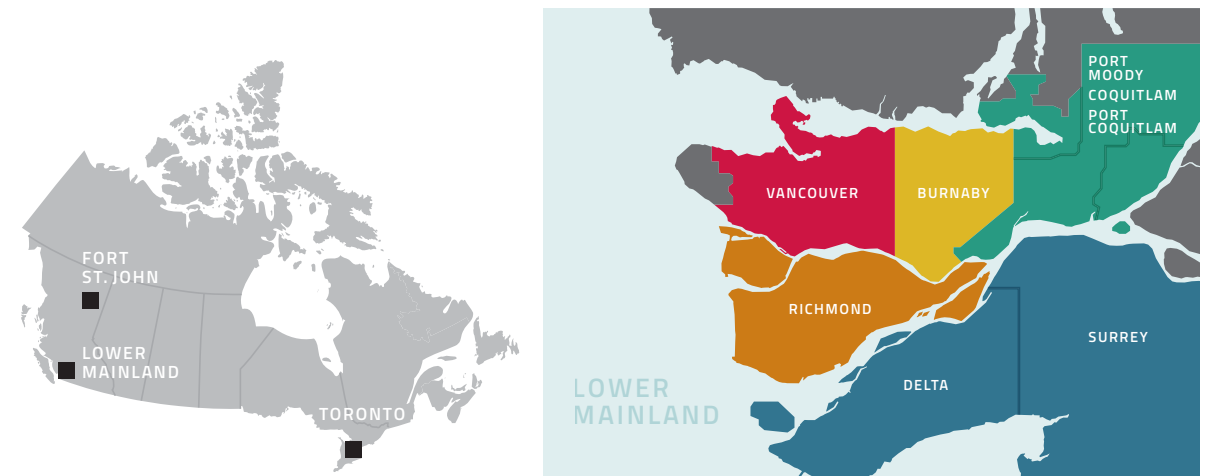 FORT
ST. JOHN
LOWER
MAINLAND
TORONTO
PORT
MOODY
COQUITLAM
PORT
COQUITLAM
VANCOUVER
BURNABY
RICHMOND
SURREY
DELTA
LOWER
MAINLAND